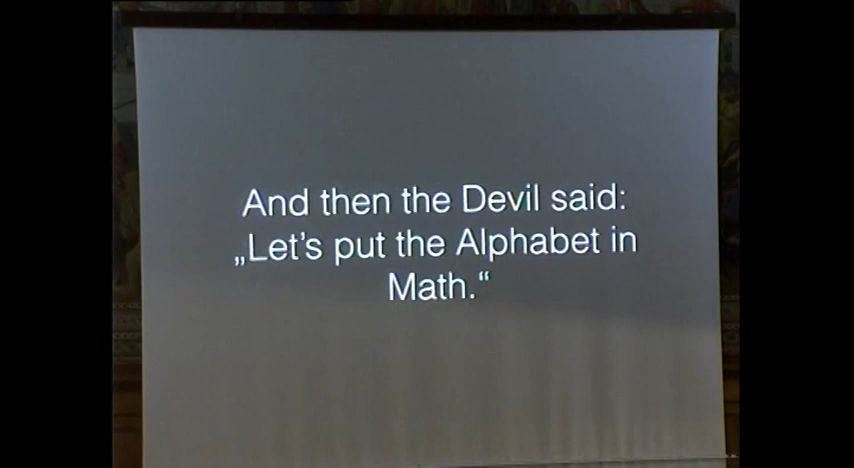 And then the Devil said:
„Let’s put the Alphabet in
Math.“